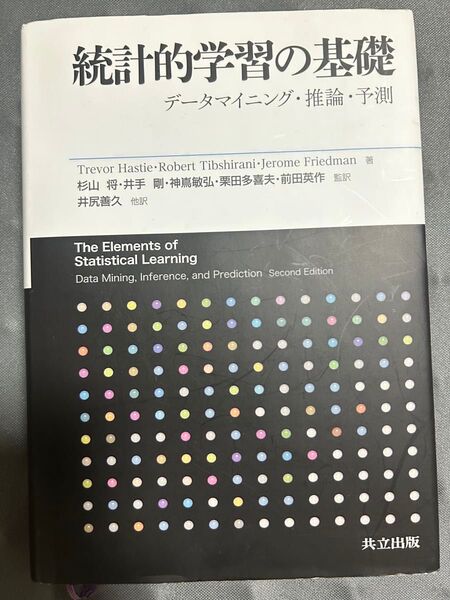 統計的学習の基礎
データマイニング・推論・予測
Trevor Hastie・Robert Tibshirani・Jerome Friedman 著
杉山 将・井手 剛・神嶌敏弘・栗田多喜夫・前田英作 監訳
井尻善久 他訳
The Elements of
Statistical Learning
Data Mining, Inference, and Prediction Second Edition
共立出版